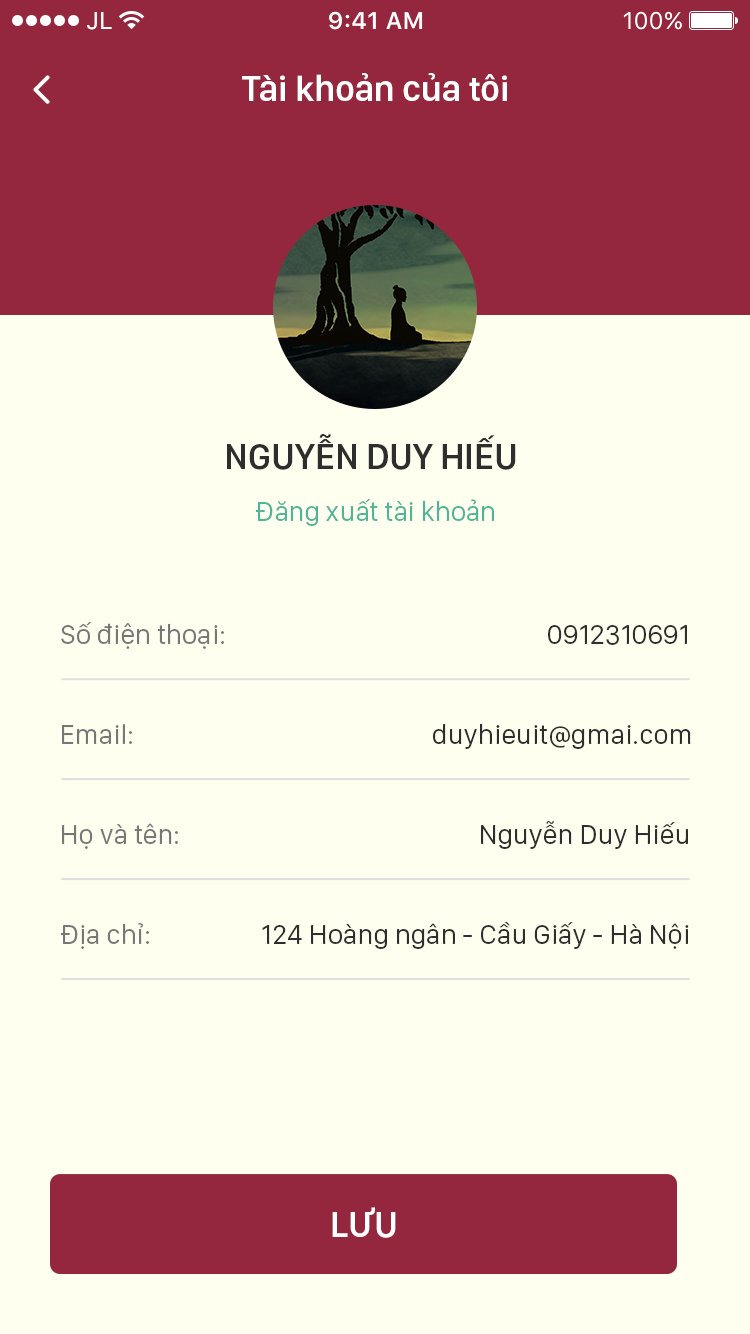 JL 9:41 AM 100%
Tài khoản của tôi
NGUYỄN DUY HIẾU
Đăng xuất tài khoản
Số điện thoại: 0912310691
Email: duyhieuit@gmai.com
Họ và tên: Nguyễn Duy Hiếu
Địa chỉ: 124 Hoàng ngân - Cầu Giấy - Hà Nội
LƯU